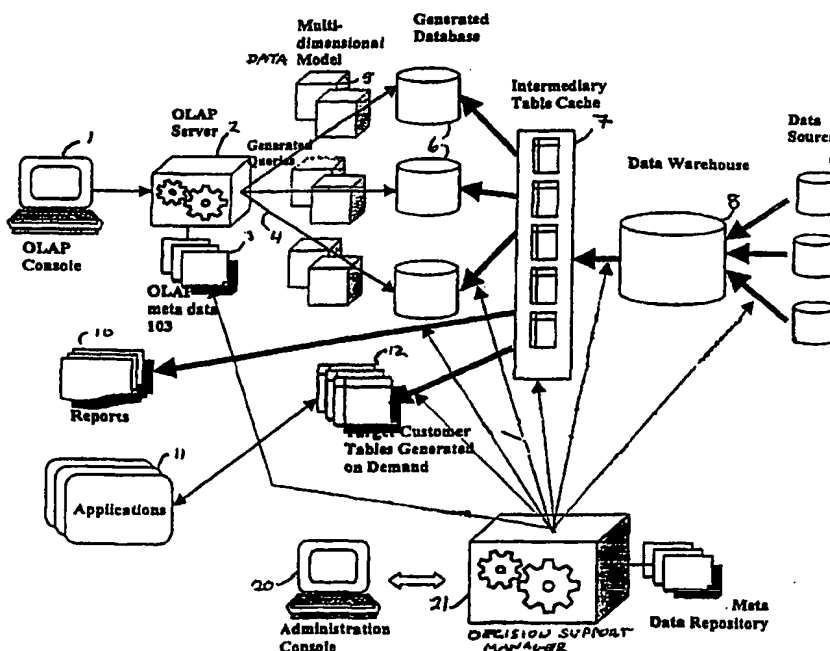 Multi-
dimensional
DATA Model
5
Generated
Database
6
Intermediary
Table Cache
7
Data
Source
Data Warehouse
8
OLAP
Server
2
1
OLAP
Console
Generated
Queries
4
3
OLAP
meta data
103
10
Reports
12
Target Customer
Tables Generated
on Demand
11
Applications
20
Administration
Console
21
DECISION SUPPORT
MANAGER
Meta
Data Repository